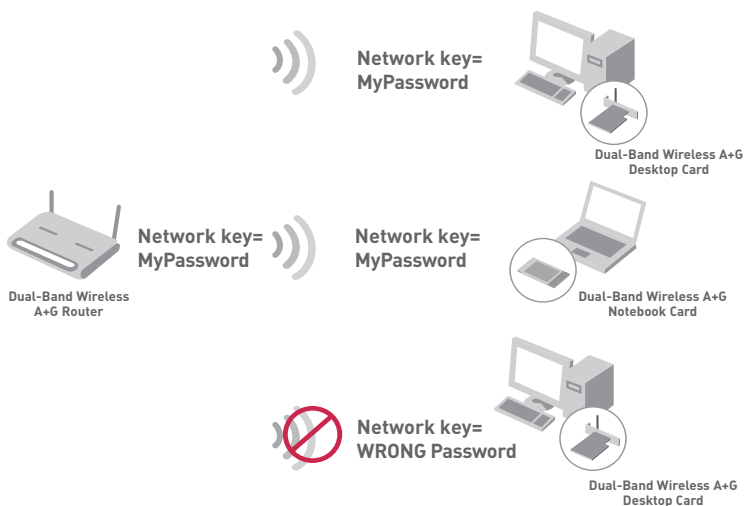 Network key=
MyPassword
Dual-Band Wireless A+G
Desktop Card
Network key=
MyPassword
Dual-Band Wireless
A+G Router
Network key=
MyPassword
Dual-Band Wireless A+G
Notebook Card
Network key=
WRONG Password
Dual-Band Wireless A+G
Desktop Card